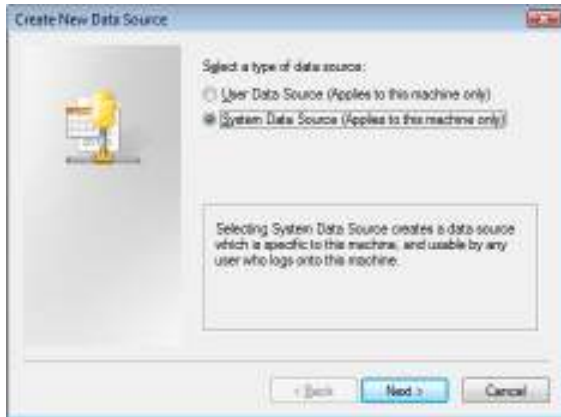 Create New Data Source
Select a type of data source:
User Data Source (Applies to this machine only)
System Data Source (Applies to this machine only)
Selecting System Data Source creates a data source
which is specific to this machine, and usable by any
user who logs onto this machine.
< Back
Next >
Cancel